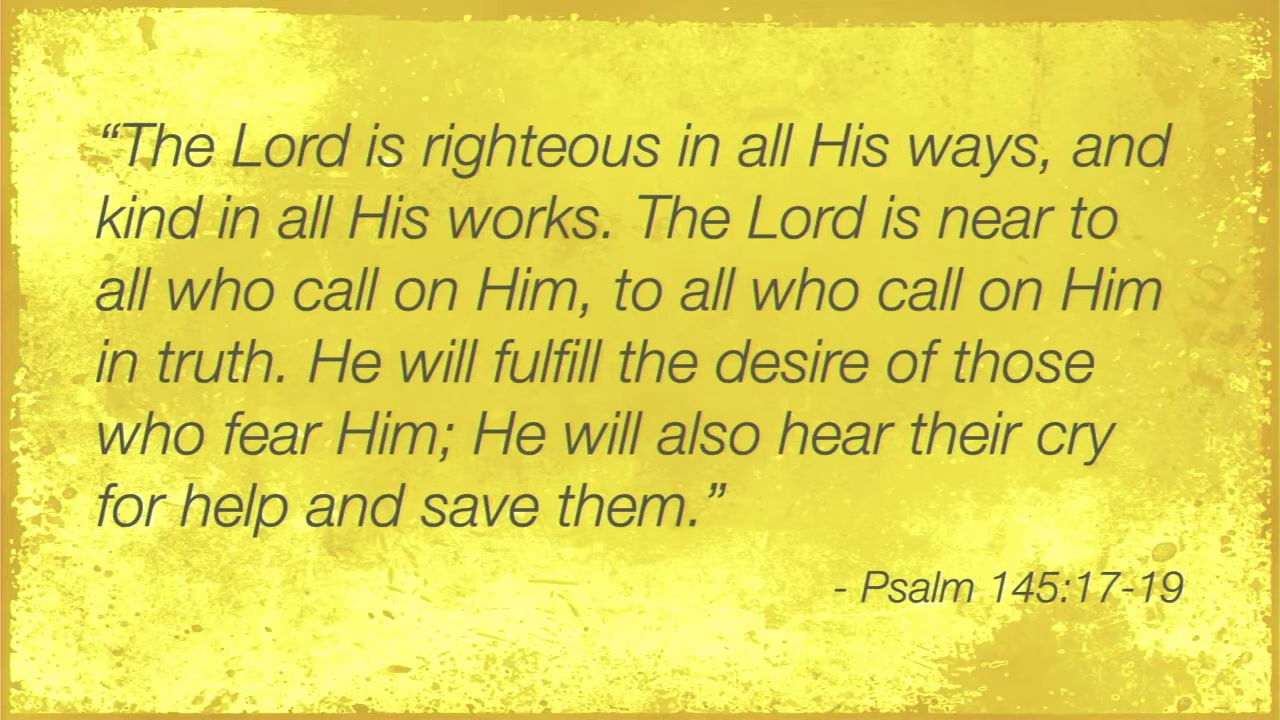 “The Lord is righteous in all His ways, and
kind in all His works. The Lord is near to
all who call on Him, to all who call on Him
in truth. He will fulfill the desire of those
who fear Him; He will also hear their cry
for help and save them.”
- Psalm 145:17-19